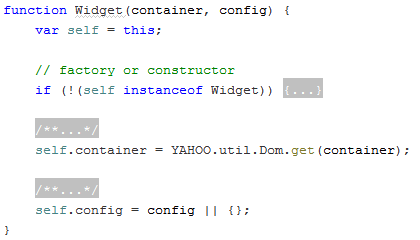 function Widget(container, config) {
var self = this;
// factory or constructor
if (!(self instanceof Widget)) {...}
/**...*/
self.container = YAHOO.util.Dom.get(container);
/**...*/
self.config = config || {};
}